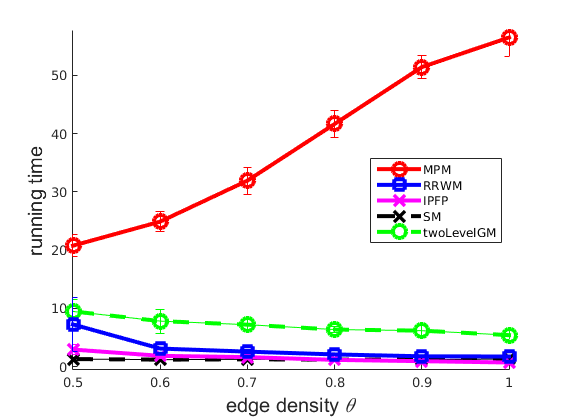 running time
50
40
30
20
10
0
0.5 0.6 0.7 0.8 0.9 1
edge density θ
MPM
RRWM
IPFP
SM
twoLevelGM